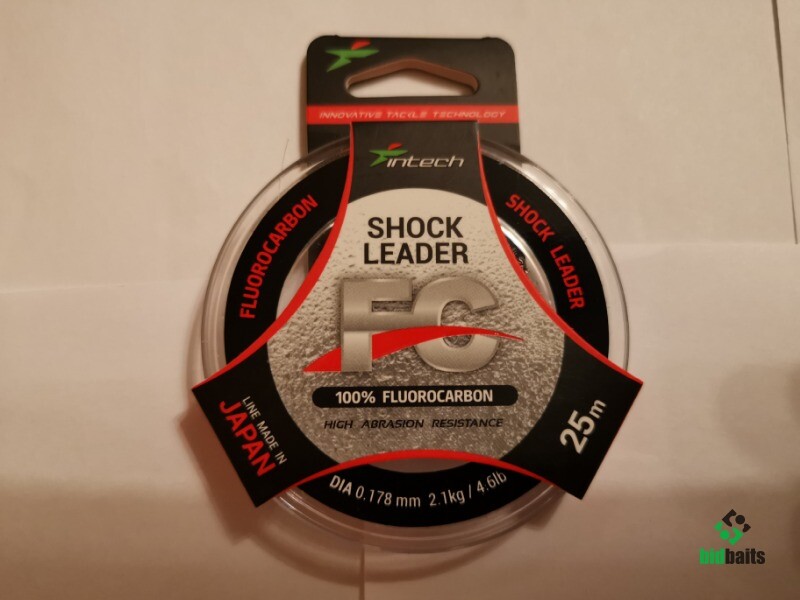 INNOVATIVE TACKLE TECHNOLOGY
intech
FLUOROCARBON
SHOCK LEADER
SHOCK
LEADER
FC
100% FLUOROCARBON
HIGH ABRASION RESISTANCE
LINE MADE IN
JAPAN
25m
DIA 0.178 mm 2.1kg / 4.6lb
bidbaits